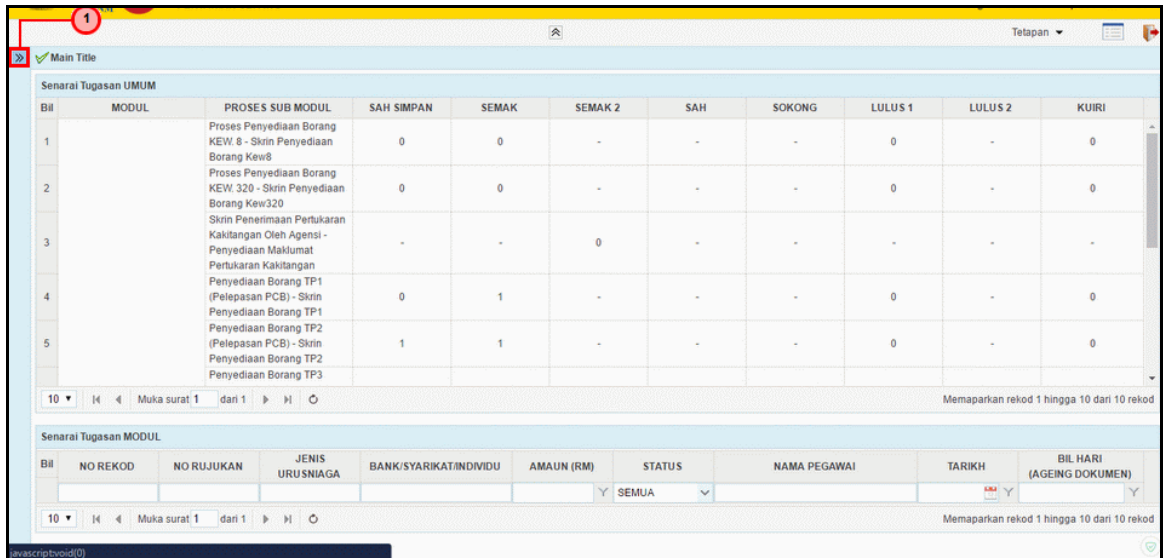 1
Tetapan
Main Title
Senarai Tugasan UMUM
Bil MODUL PROSES SUB MODUL SAH SIMPAN SEMAK SEMAK 2 SAH SOKONG LULUS 1 LULUS 2 KUIRI
Proses Penyediaan Borang
1 KEW. 8 - Skrin Penyediaan 0 0 - - - 0 - 0
Borang Kew8
Proses Penyediaan Borang
2 KEW. 320 - Skrin Penyediaan 0 0 - - - 0 - 0
Borang Kew320
Skrin Penerimaan Pertukaran
Kakitangan Oleh Agensi -
3 - - 0 - - - - -
Penyediaan Maklumat
Pertukaran Kakitangan
Penyediaan Borang TP1
4 (Pelepasan PCB) - Skrin 0 1 - - - 0 - 0
Penyediaan Borang TP1
Penyediaan Borang TP2
5 (Pelepasan PCB) - Skrin 1 1 - - - 0 - 0
Penyediaan Borang TP2
Penyediaan Borang TP3
10 Muka surat 1 dari 1 Memaparkan rekod 1 hingga 10 dari 10 rekod
Senarai Tugasan MODUL
Bil NO REKOD NO RUJUKAN JENIS URUSNIAGA BANK/SYARIKAT/INDIVIDU AMAUN (RM) STATUS NAMA PEGAWAI TARIKH BIL HARI (AGEING DOKUMEN)
SEMUA
10 Muka surat 1 dari 1 Memaparkan rekod 1 hingga 10 dari 10 rekod
javascript:void(0)